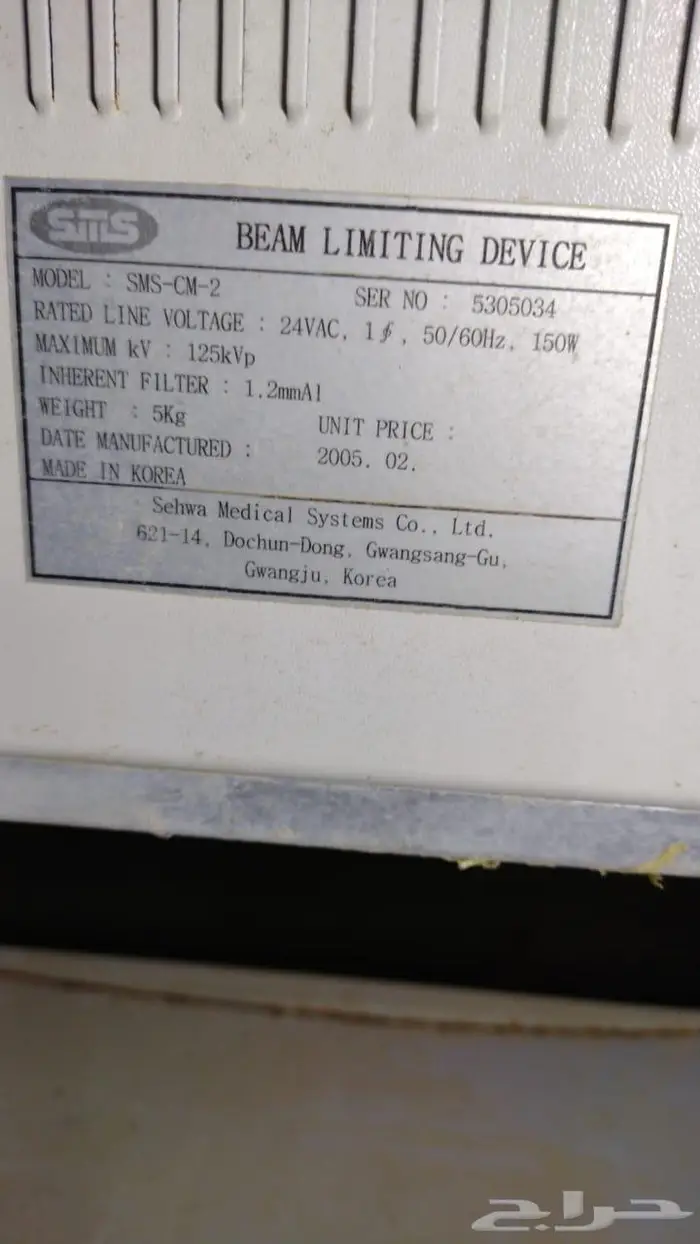 SMS
BEAM LIMITING DEVICE
MODEL : SMS-CM-2 SER NO : 5305034
RATED LINE VOLTAGE : 24VAC, 1∮, 50/60Hz, 150W
MAXIMUM kV : 125kVp
INHERENT FILTER : 1.2mmAl
WEIGHT : 5Kg UNIT PRICE :
DATE MANUFACTURED : 2005. 02.
MADE IN KOREA
Sehwa Medical Systems Co., Ltd.
621-14, Dochun-Dong, Gwangsang-Gu,
Gwangju, Korea
حراج